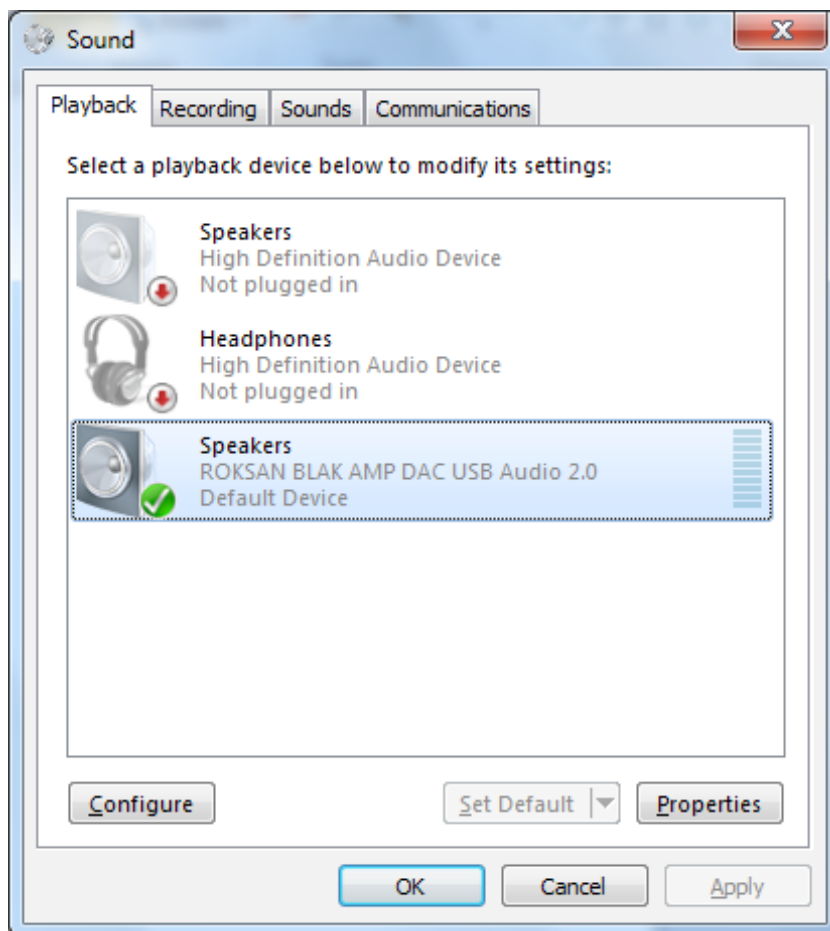 Sound
Playback Recording Sounds Communications
Select a playback device below to modify its settings:
Speakers
High Definition Audio Device
Not plugged in
Headphones
High Definition Audio Device
Not plugged in
Speakers
ROKSAN BLAK AMP DAC USB Audio 2.0
Default Device
Configure Set Default Properties
OK Cancel Apply